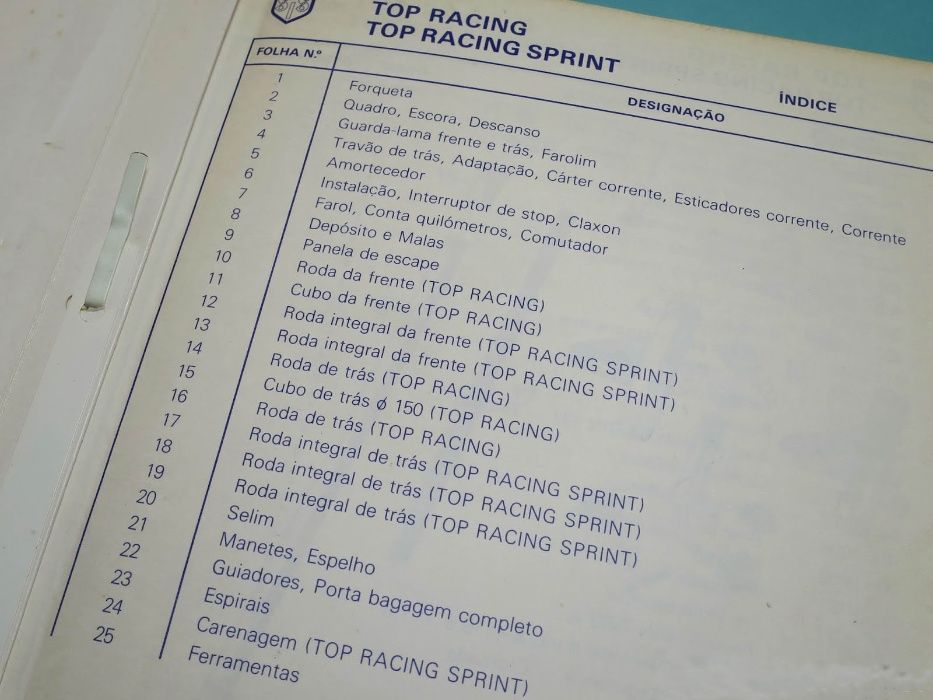 TOP RACING
TOP RACING SPRINT
ÍNDICE
FOLHA N.º DESIGNAÇÃO
1 Forqueta
2 Quadro, Escora, Descanso
3 Guarda-lama frente e trás, Farolim
4 Travão de trás, Adaptação, Cárter corrente, Esticadores corrente, Corrente
5 Amortecedor
6 Instalação, Interruptor de stop, Claxon
7 Farol, Conta quilómetros, Comutador
8 Depósito e Malas
9 Panela de escape
10 Roda da frente (TOP RACING)
11 Cubo da frente (TOP RACING)
12 Roda integral da frente (TOP RACING SPRINT)
13 Roda integral da frente (TOP RACING SPRINT)
14 Roda de trás (TOP RACING)
15 Cubo de trás ø 150 (TOP RACING)
16 Roda de trás (TOP RACING)
17 Roda integral de trás (TOP RACING SPRINT)
18 Roda integral de trás (TOP RACING SPRINT)
19 Roda integral de trás (TOP RACING SPRINT)
20 Selim
21 Manetes, Espelho
22 Guiadores, Porta bagagem completo
23 Espirais
24 Carenagem (TOP RACING SPRINT)
25 Ferramentas